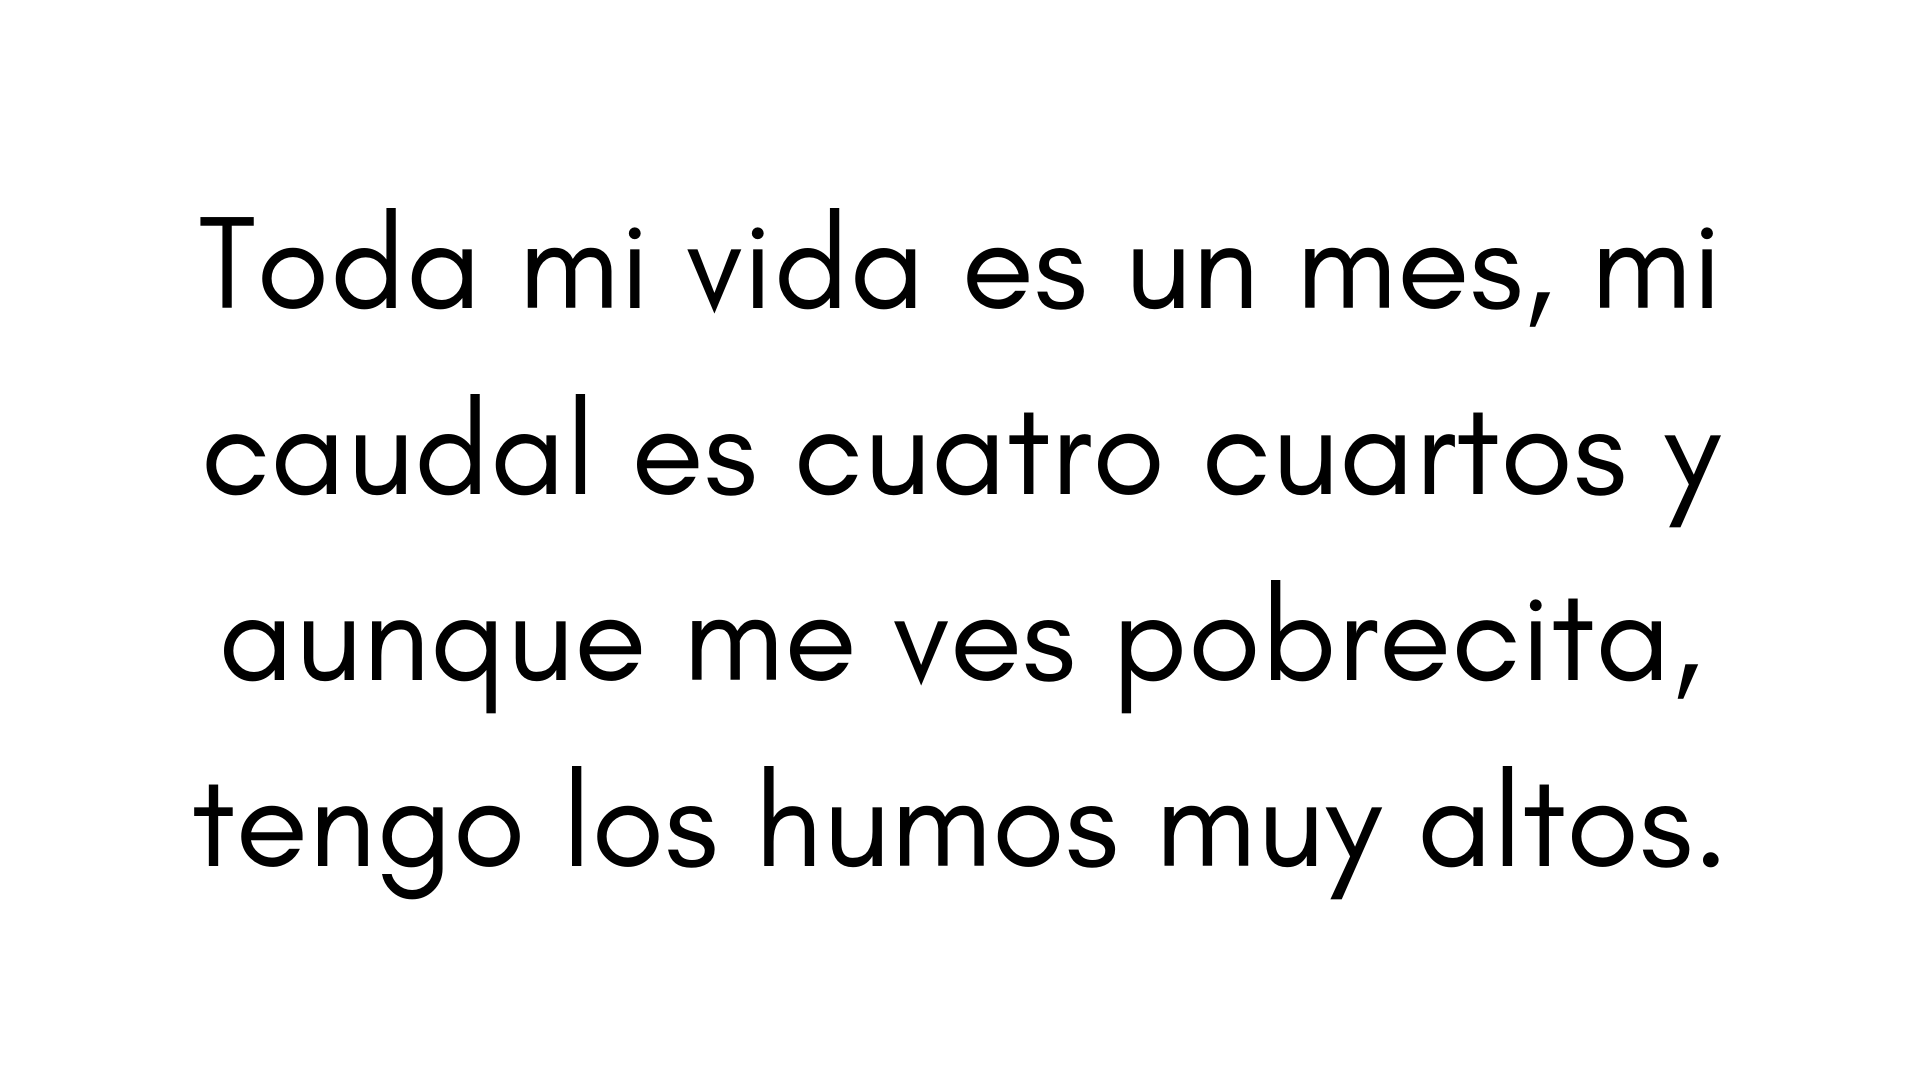 Toda mi vida es un mes, mi
caudal es cuatro cuartos y
aunque me ves pobrecita,
tengo los humos muy altos.